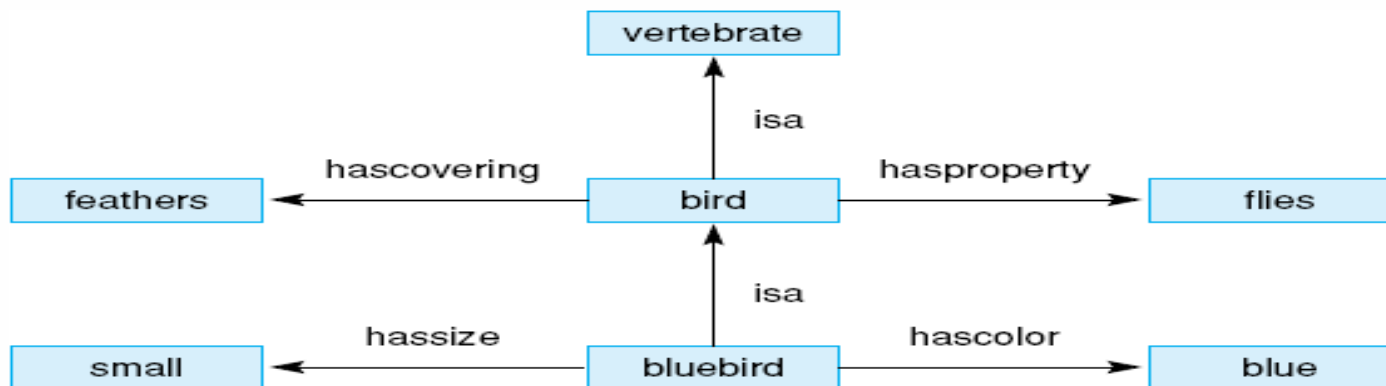 vertebrate
isa
hascovering
hasproperty
feathers
bird
flies
isa
hassize
hascolor
small
bluebird
blue